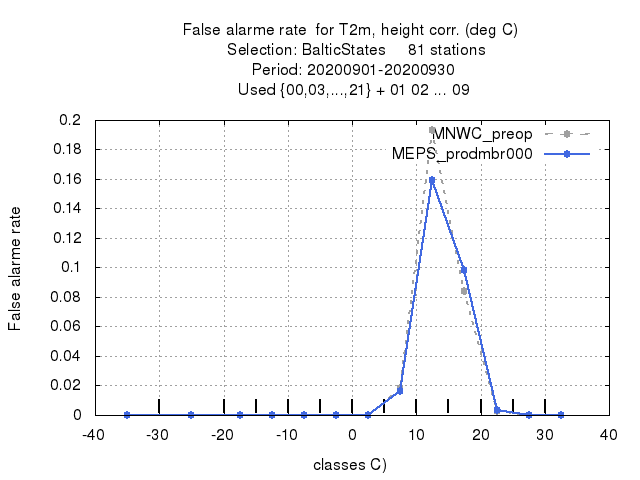 False alarme rate for T2m, height corr. (deg C)
Selection: BalticStates 81 stations
Period: 20200901-20200930
Used {00,03,...,21} + 01 02 ... 09
MNWC_preop
MEPS_prodmbr000
False alarme rate
0.2
0.18
0.16
0.14
0.12
0.1
0.08
0.06
0.04
0.02
0
-40 -30 -20 -10 0 10 20 30 40
classes C)